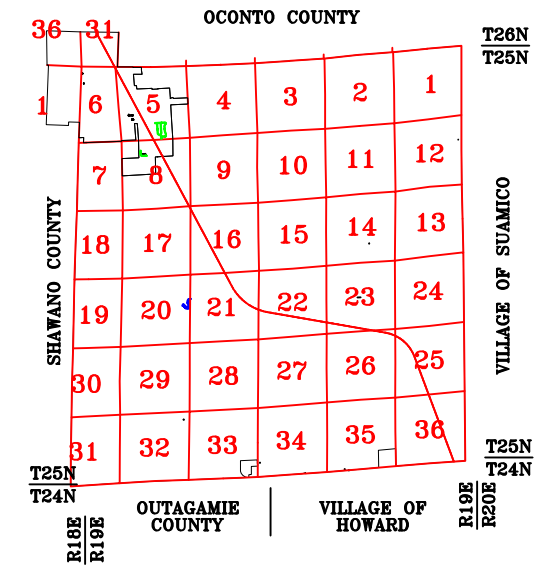 OCONTO COUNTY
36 31
T26N
T25N
1 6 5 4 3 2 1
7 8 9 10 11 12
SHAWANO COUNTY
VILLAGE OF SUAMICO
18 17 16 15 14 13
19 20 21 22 23 24
30 29 28 27 26 25
31 32 33 34 35 36
T25N
T24N
T25N
T24N
OUTAGAMIE
COUNTY
VILLAGE OF
HOWARD
R18E
R19E
R19E
R20E